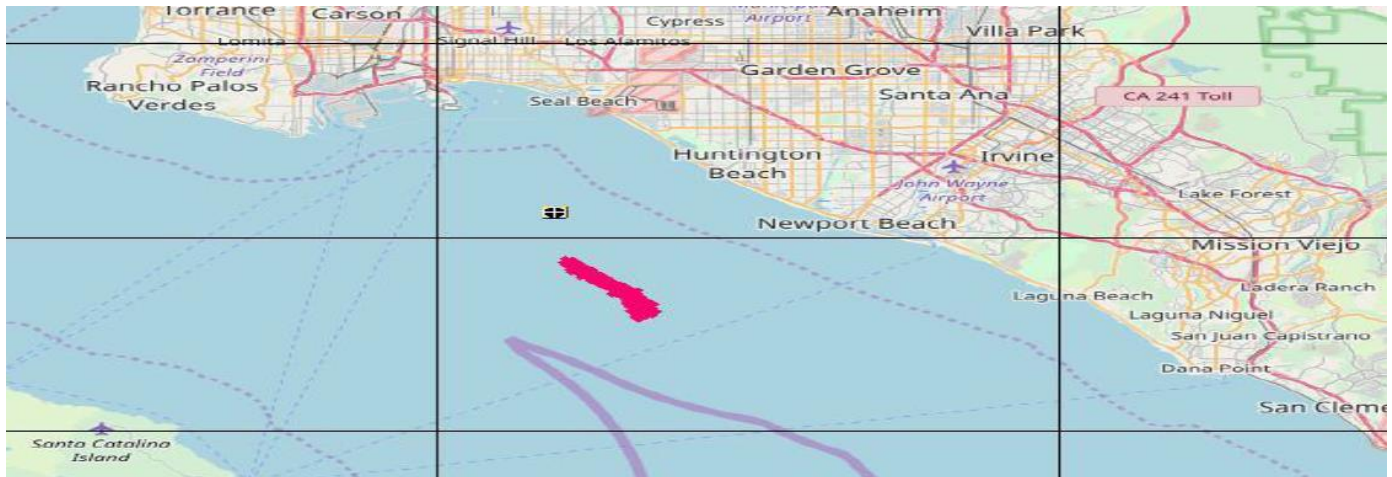 Torrance
Carson
Cypress
Airport
Anaheim
Villa Park
Lomita
Signal Hill
Los Alamitos
Zamperini
Field
Rancho Palos
Verdes
Garden Grove
Santa Ana
CA 241 Toll
Seal Beach
Huntington
Beach
Irvine
John Wayne
Airport
Lake Forest
Newport Beach
Mission Viejo
Laguna Beach
Ladera Ranch
Laguna Niguel
San Juan Capistrano
Dana Point
San Cleme
Santa Catalina
Island